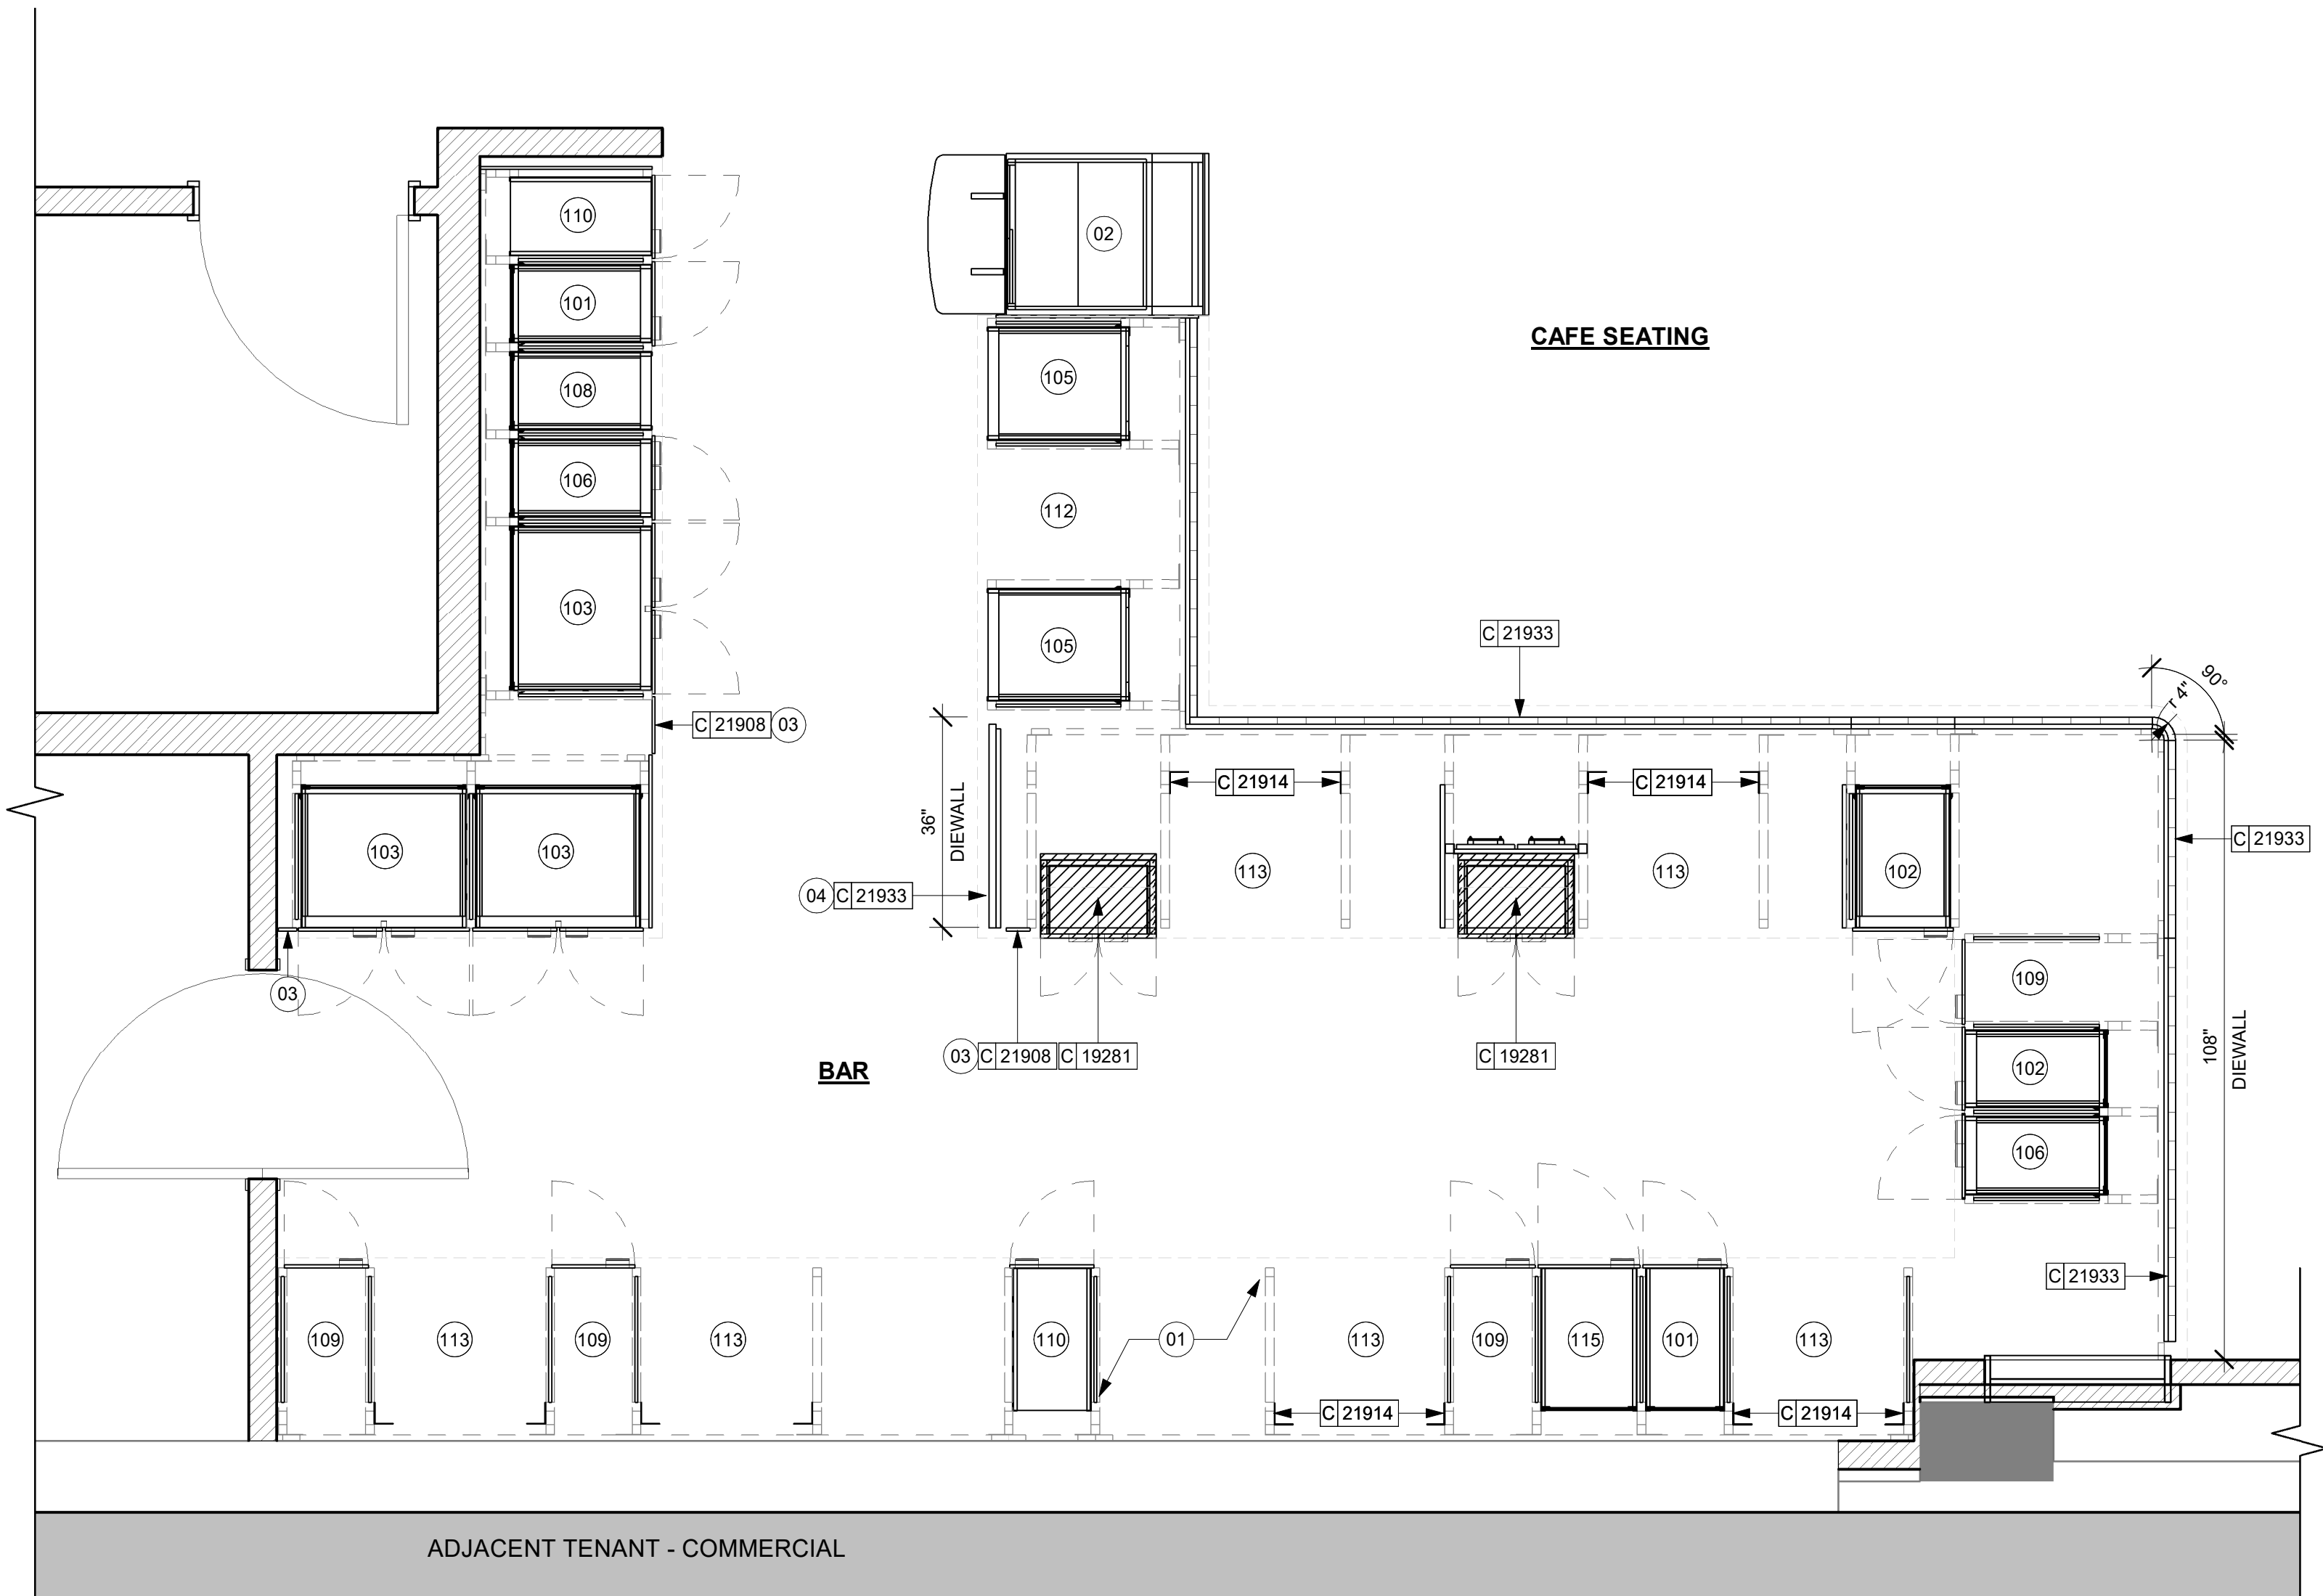 110
02
101
CAFE SEATING
105
108
106
112
103
C 21933
105
90°
r 4"
C 21908 03
C 21914
C 21914
36"
DIEWALL
C 21933
103
103
113
113
102
04 C 21933
109
03
03 C 21908 C 19281
C 19281
108"
DIEWALL
102
BAR
106
C 21933
109
113
109
113
110
01
113
109
115
101
113
C 21914
C 21914
ADJACENT TENANT - COMMERCIAL